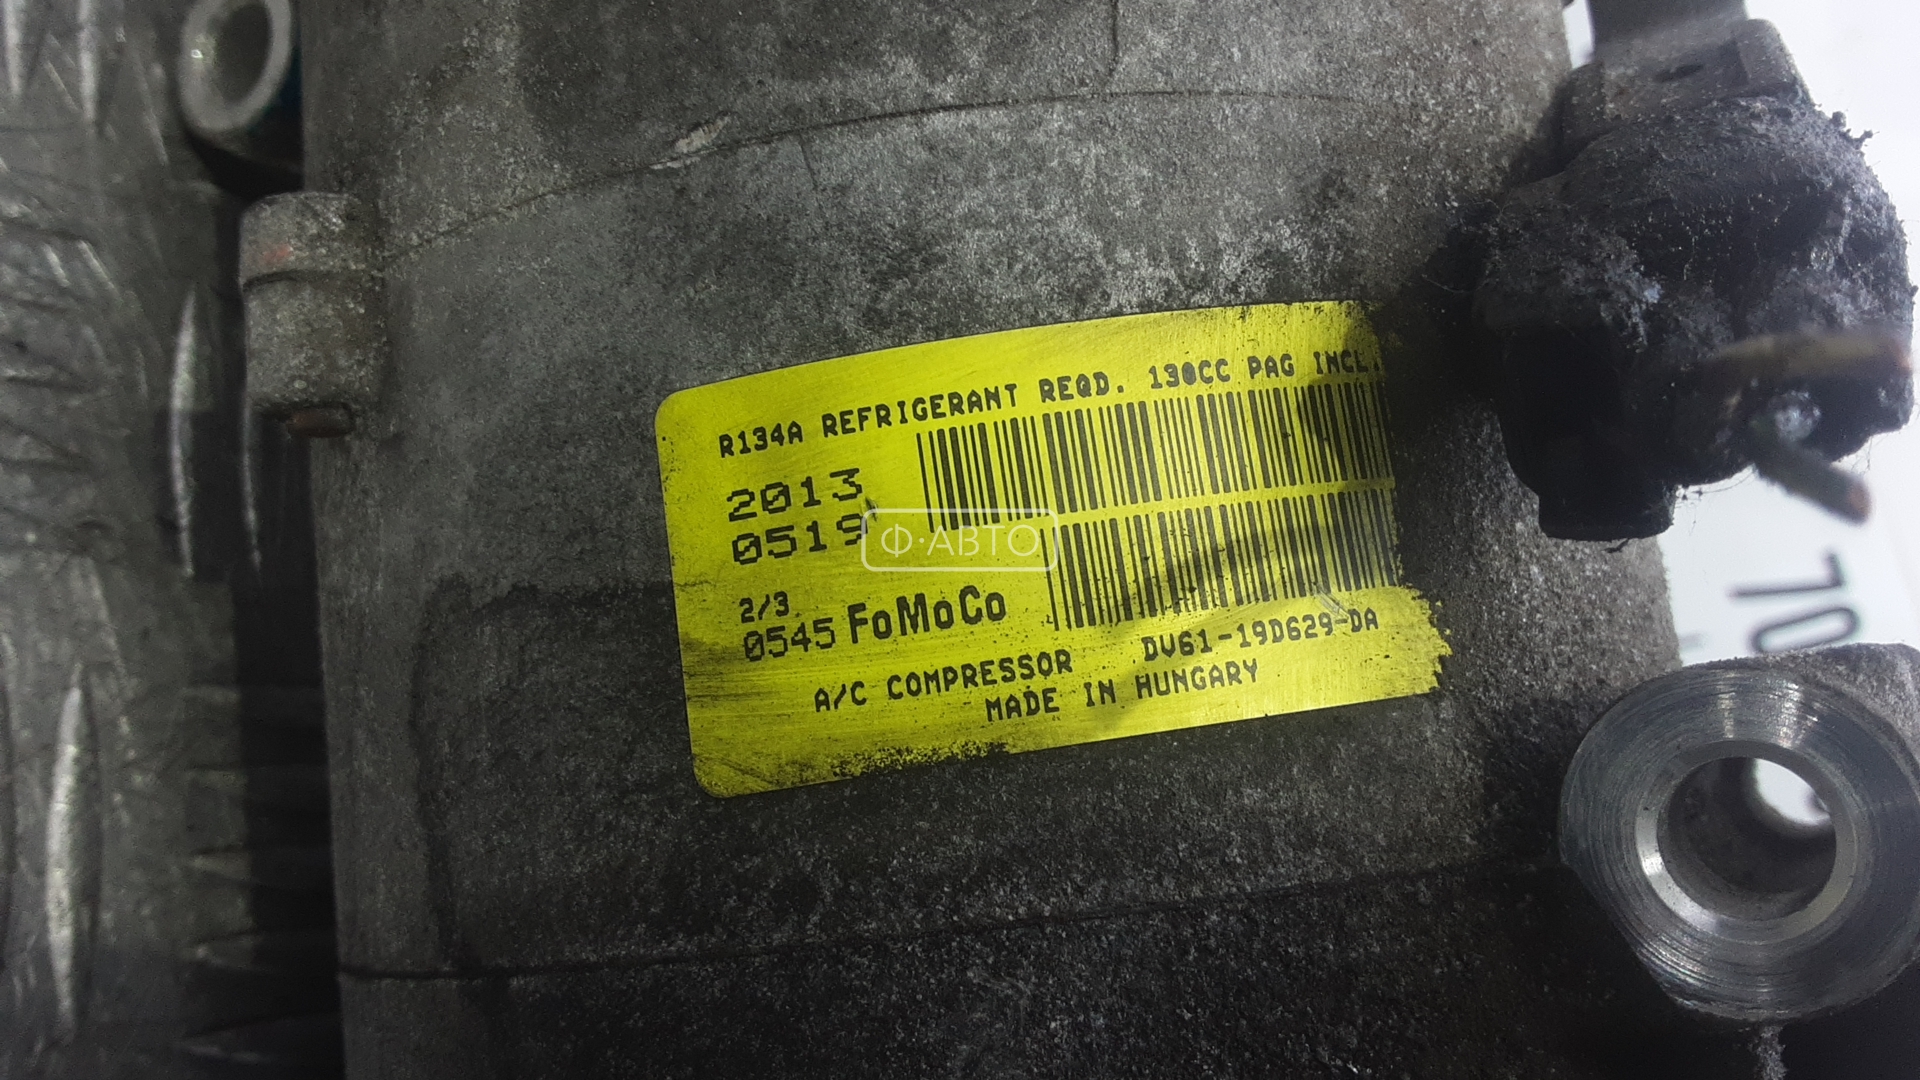 R134A REFRIGERANT REQD. 130CC PAG INCL.
2013
0519
Ф·АВТО
2/3
0545 FoMoCo
A/C COMPRESSOR DV61-19D629-DA
MADE IN HUNGARY